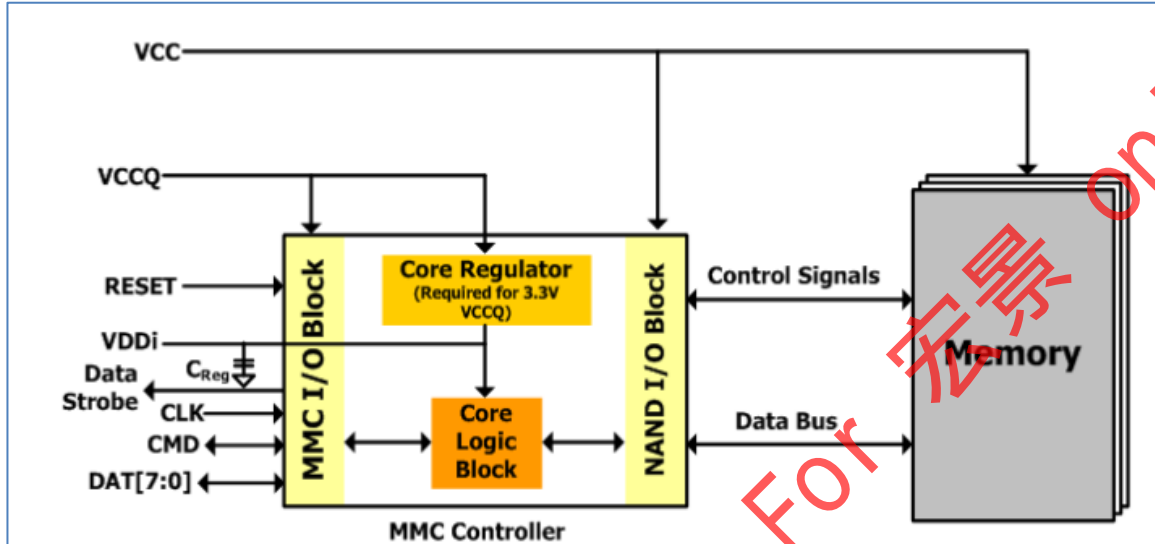 VCC
VCCQ
RESET
VDDi
CReg
Data
Strobe
CLK
CMD
DAT[7:0]
MMC I/O Block
Core Regulator
(Required for 3.3V
VCCQ)
Core
Logic
Block
NAND I/O Block
MMC Controller
Control Signals
Data Bus
Memory
For 宏景 on